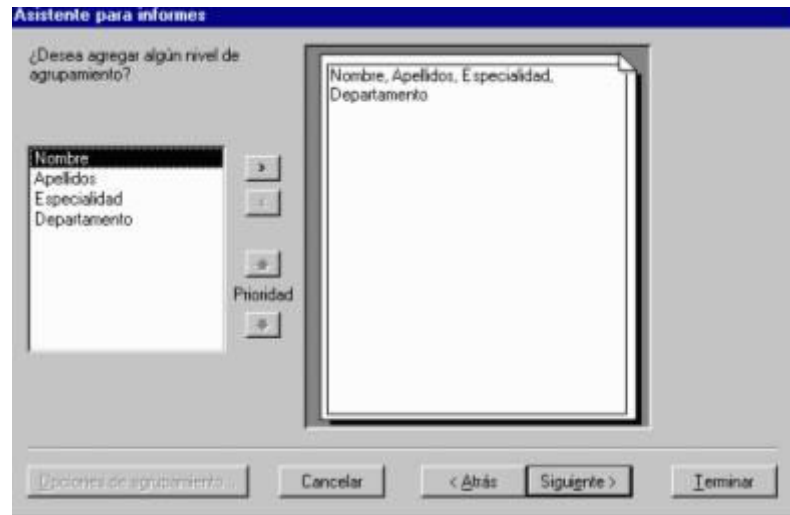 Asistente para informes
¿Desea agregar algún nivel de
agrupamiento?
Nombre, Apellidos, Especialidad,
Departamento
Nombre
Apellidos
Especialidad
Departamento
>
<
Prioridad
Opciones de agrupamiento...
Cancelar
< Atrás
Siguiente >
Terminar